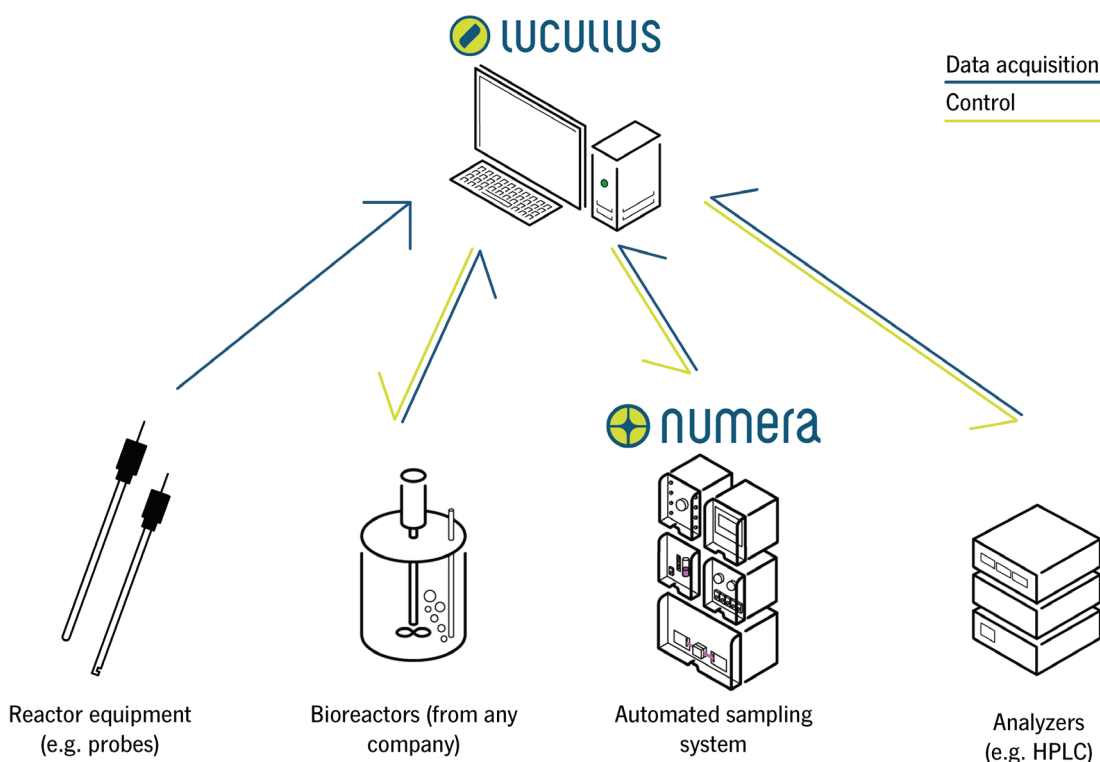 LUCULLUS
Data acquisition
Control
numera
Reactor equipment
(e.g. probes)
Bioreactors (from any
company)
Automated sampling
system
Analyzers
(e.g. HPLC)